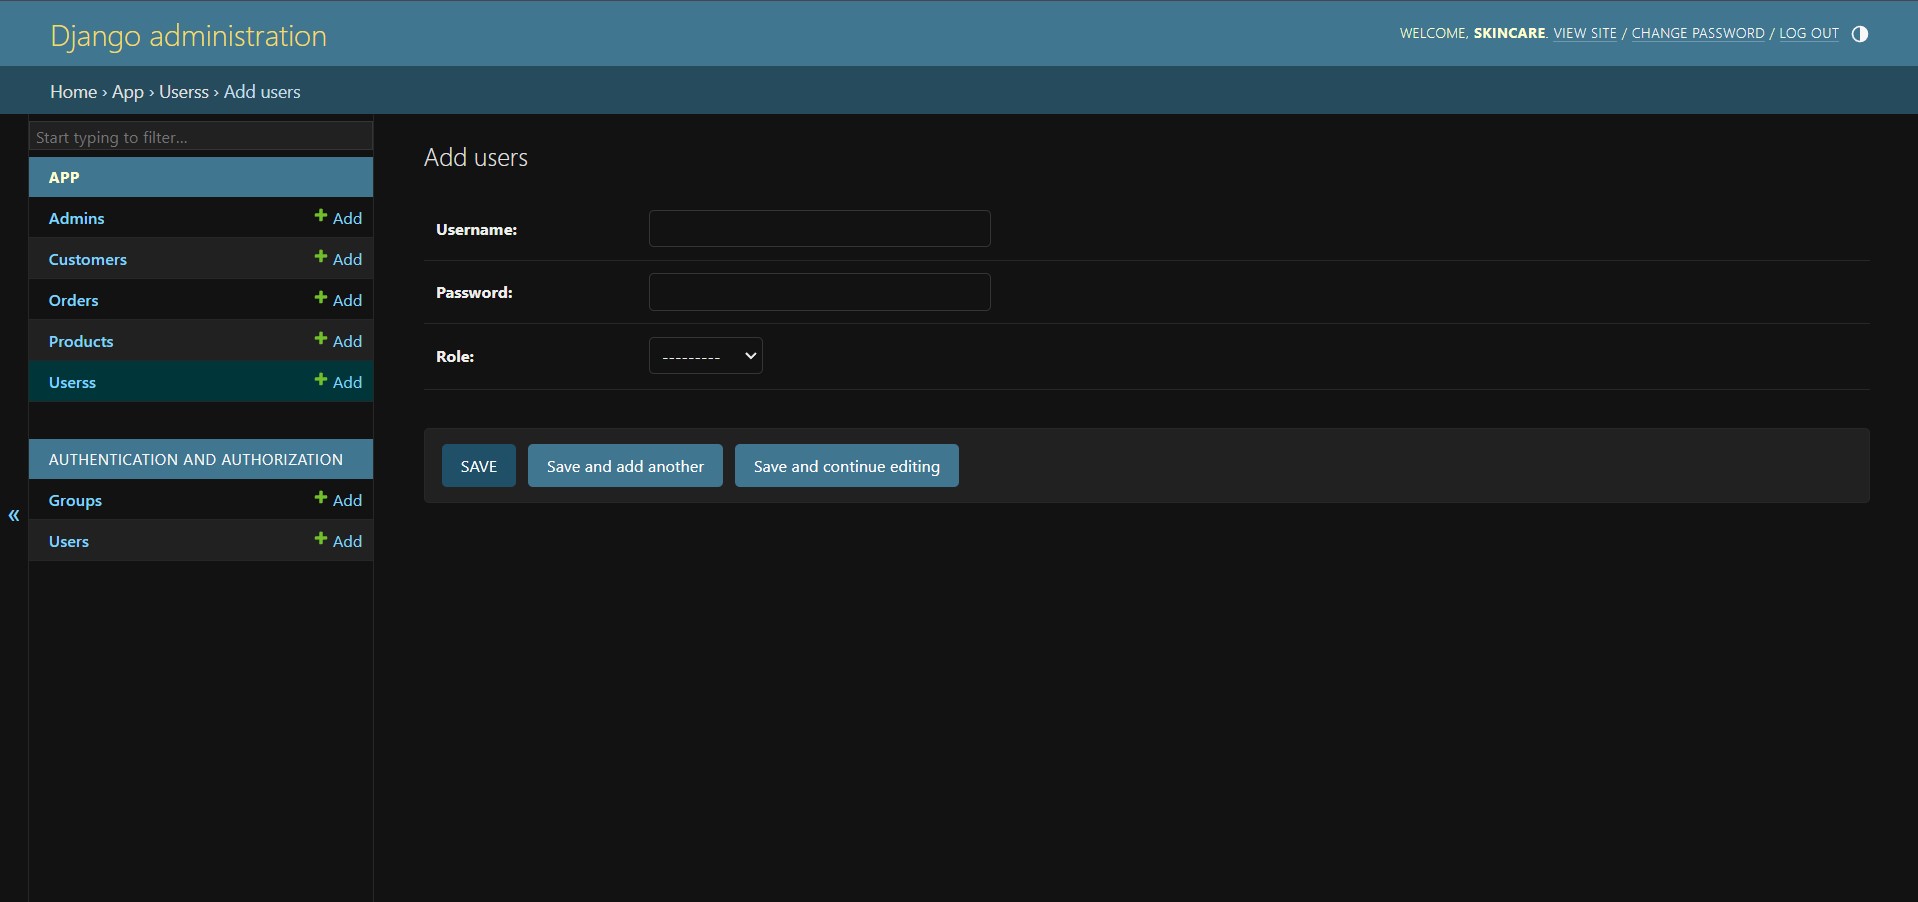 Django administration
WELCOME, SKINCARE. VIEW SITE / CHANGE PASSWORD / LOG OUT
Home › App › Userss › Add users
Start typing to filter...
APP
Admins + Add
Customers + Add
Orders + Add
Products + Add
Userss + Add
AUTHENTICATION AND AUTHORIZATION
Groups + Add
Users + Add
«
Add users
Username:
Password:
Role: ---------
SAVE Save and add another Save and continue editing